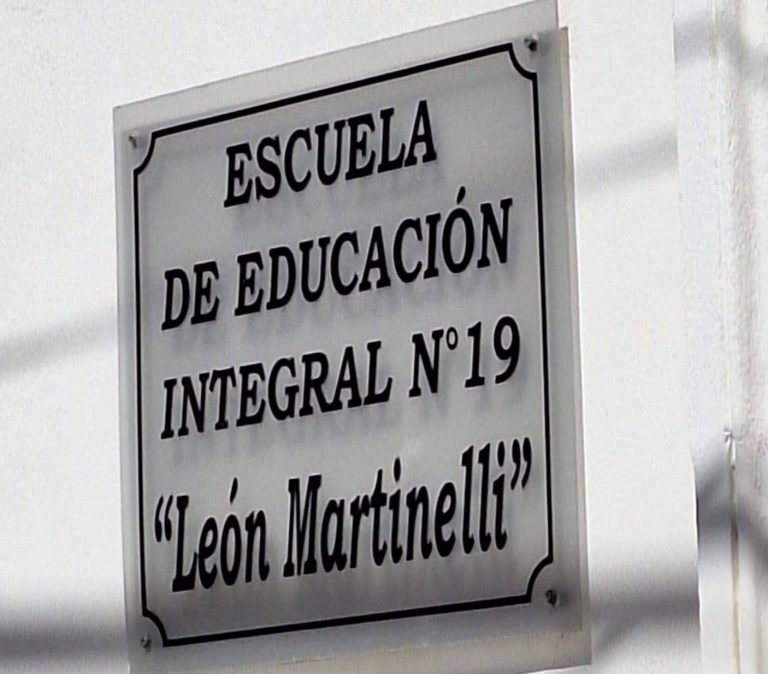 ESCUELA
DE EDUCACIÓN
INTEGRAL N°19
“León Martinelli”